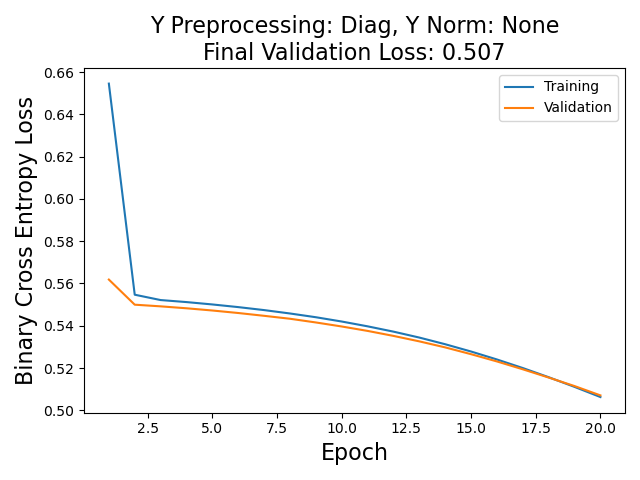 Y Preprocessing: Diag, Y Norm: None
Final Validation Loss: 0.507
Training
Validation
Binary Cross Entropy Loss
0.66
0.64
0.62
0.60
0.58
0.56
0.54
0.52
0.50
2.5 5.0 7.5 10.0 12.5 15.0 17.5 20.0
Epoch